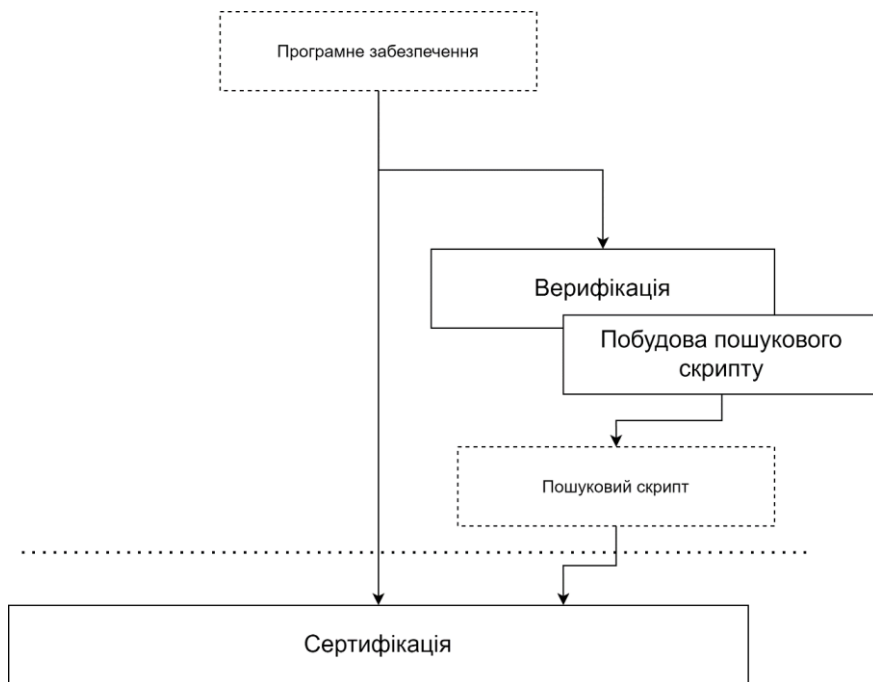 Програмне забезпечення
Верифікація
Побудова пошукового
скрипту
Пошуковий скрипт
Сертифікація